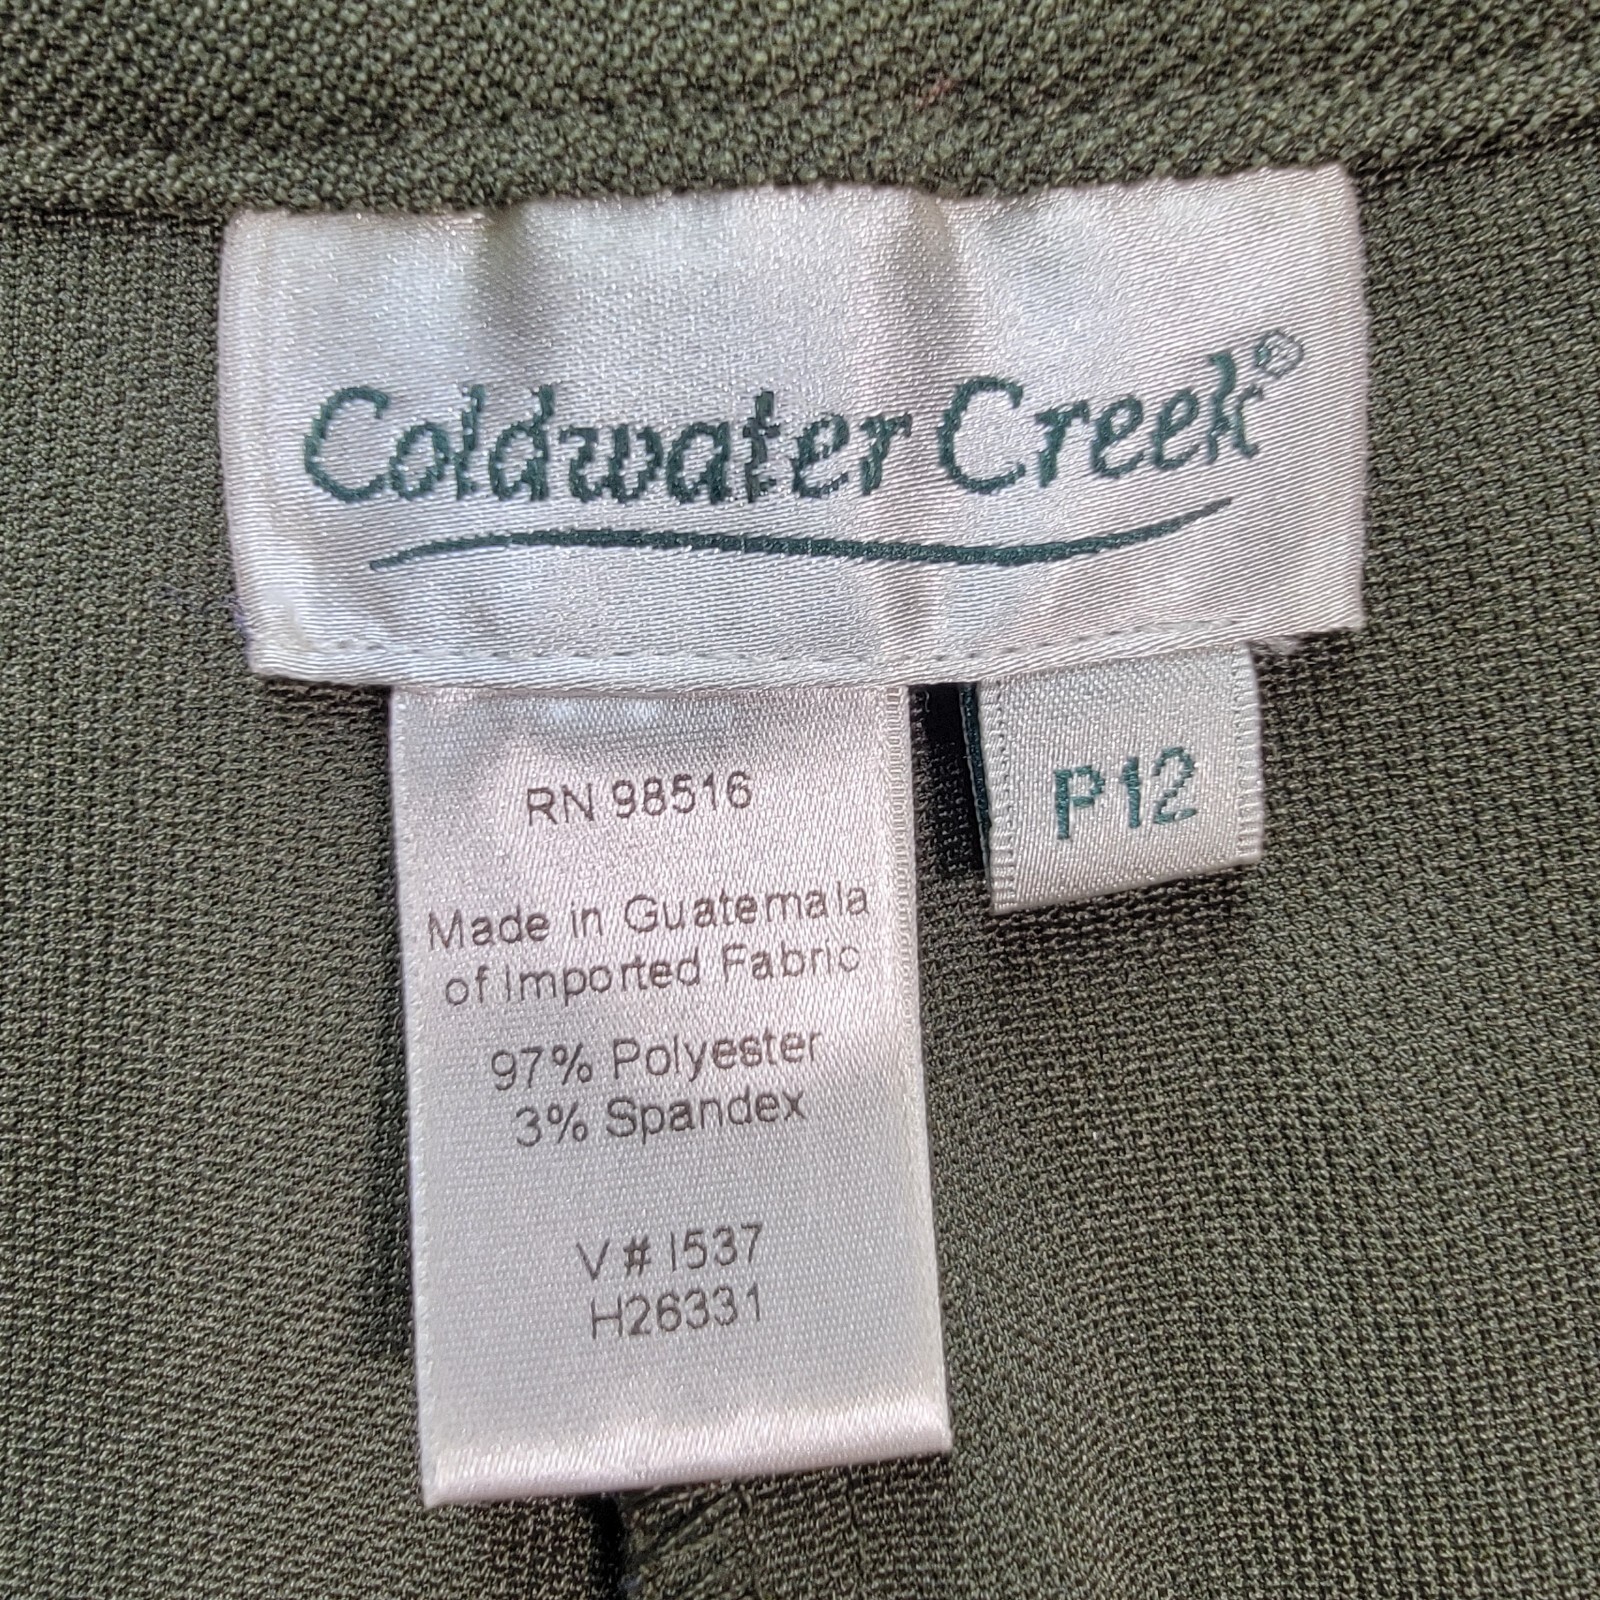 Coldwater Creek®
RN 98516
P12
Made in Guatemala
of Imported Fabric
97% Polyester
3% Spandex
V # I537
H26331